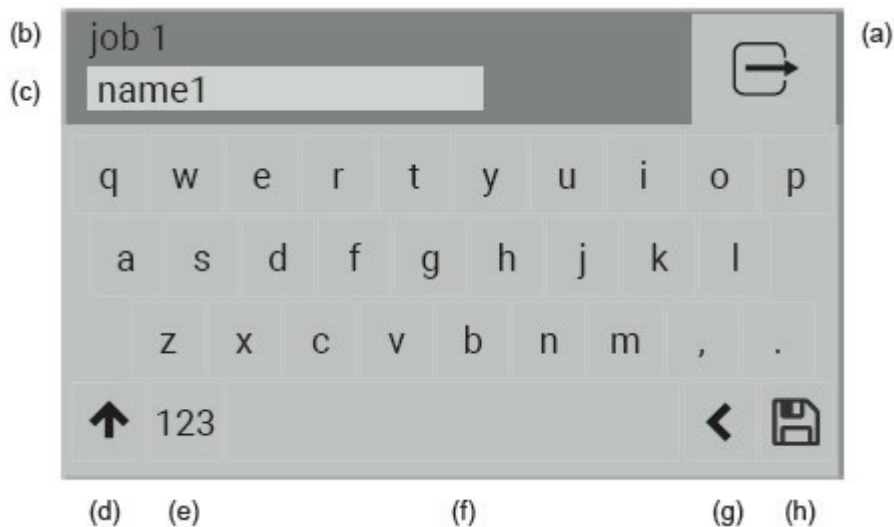 (b) job 1 (a)
(c) name1
q w e r t y u i o p
a s d f g h j k l
z x c v b n m , .
123
(d) (e) (f) (g) (h)